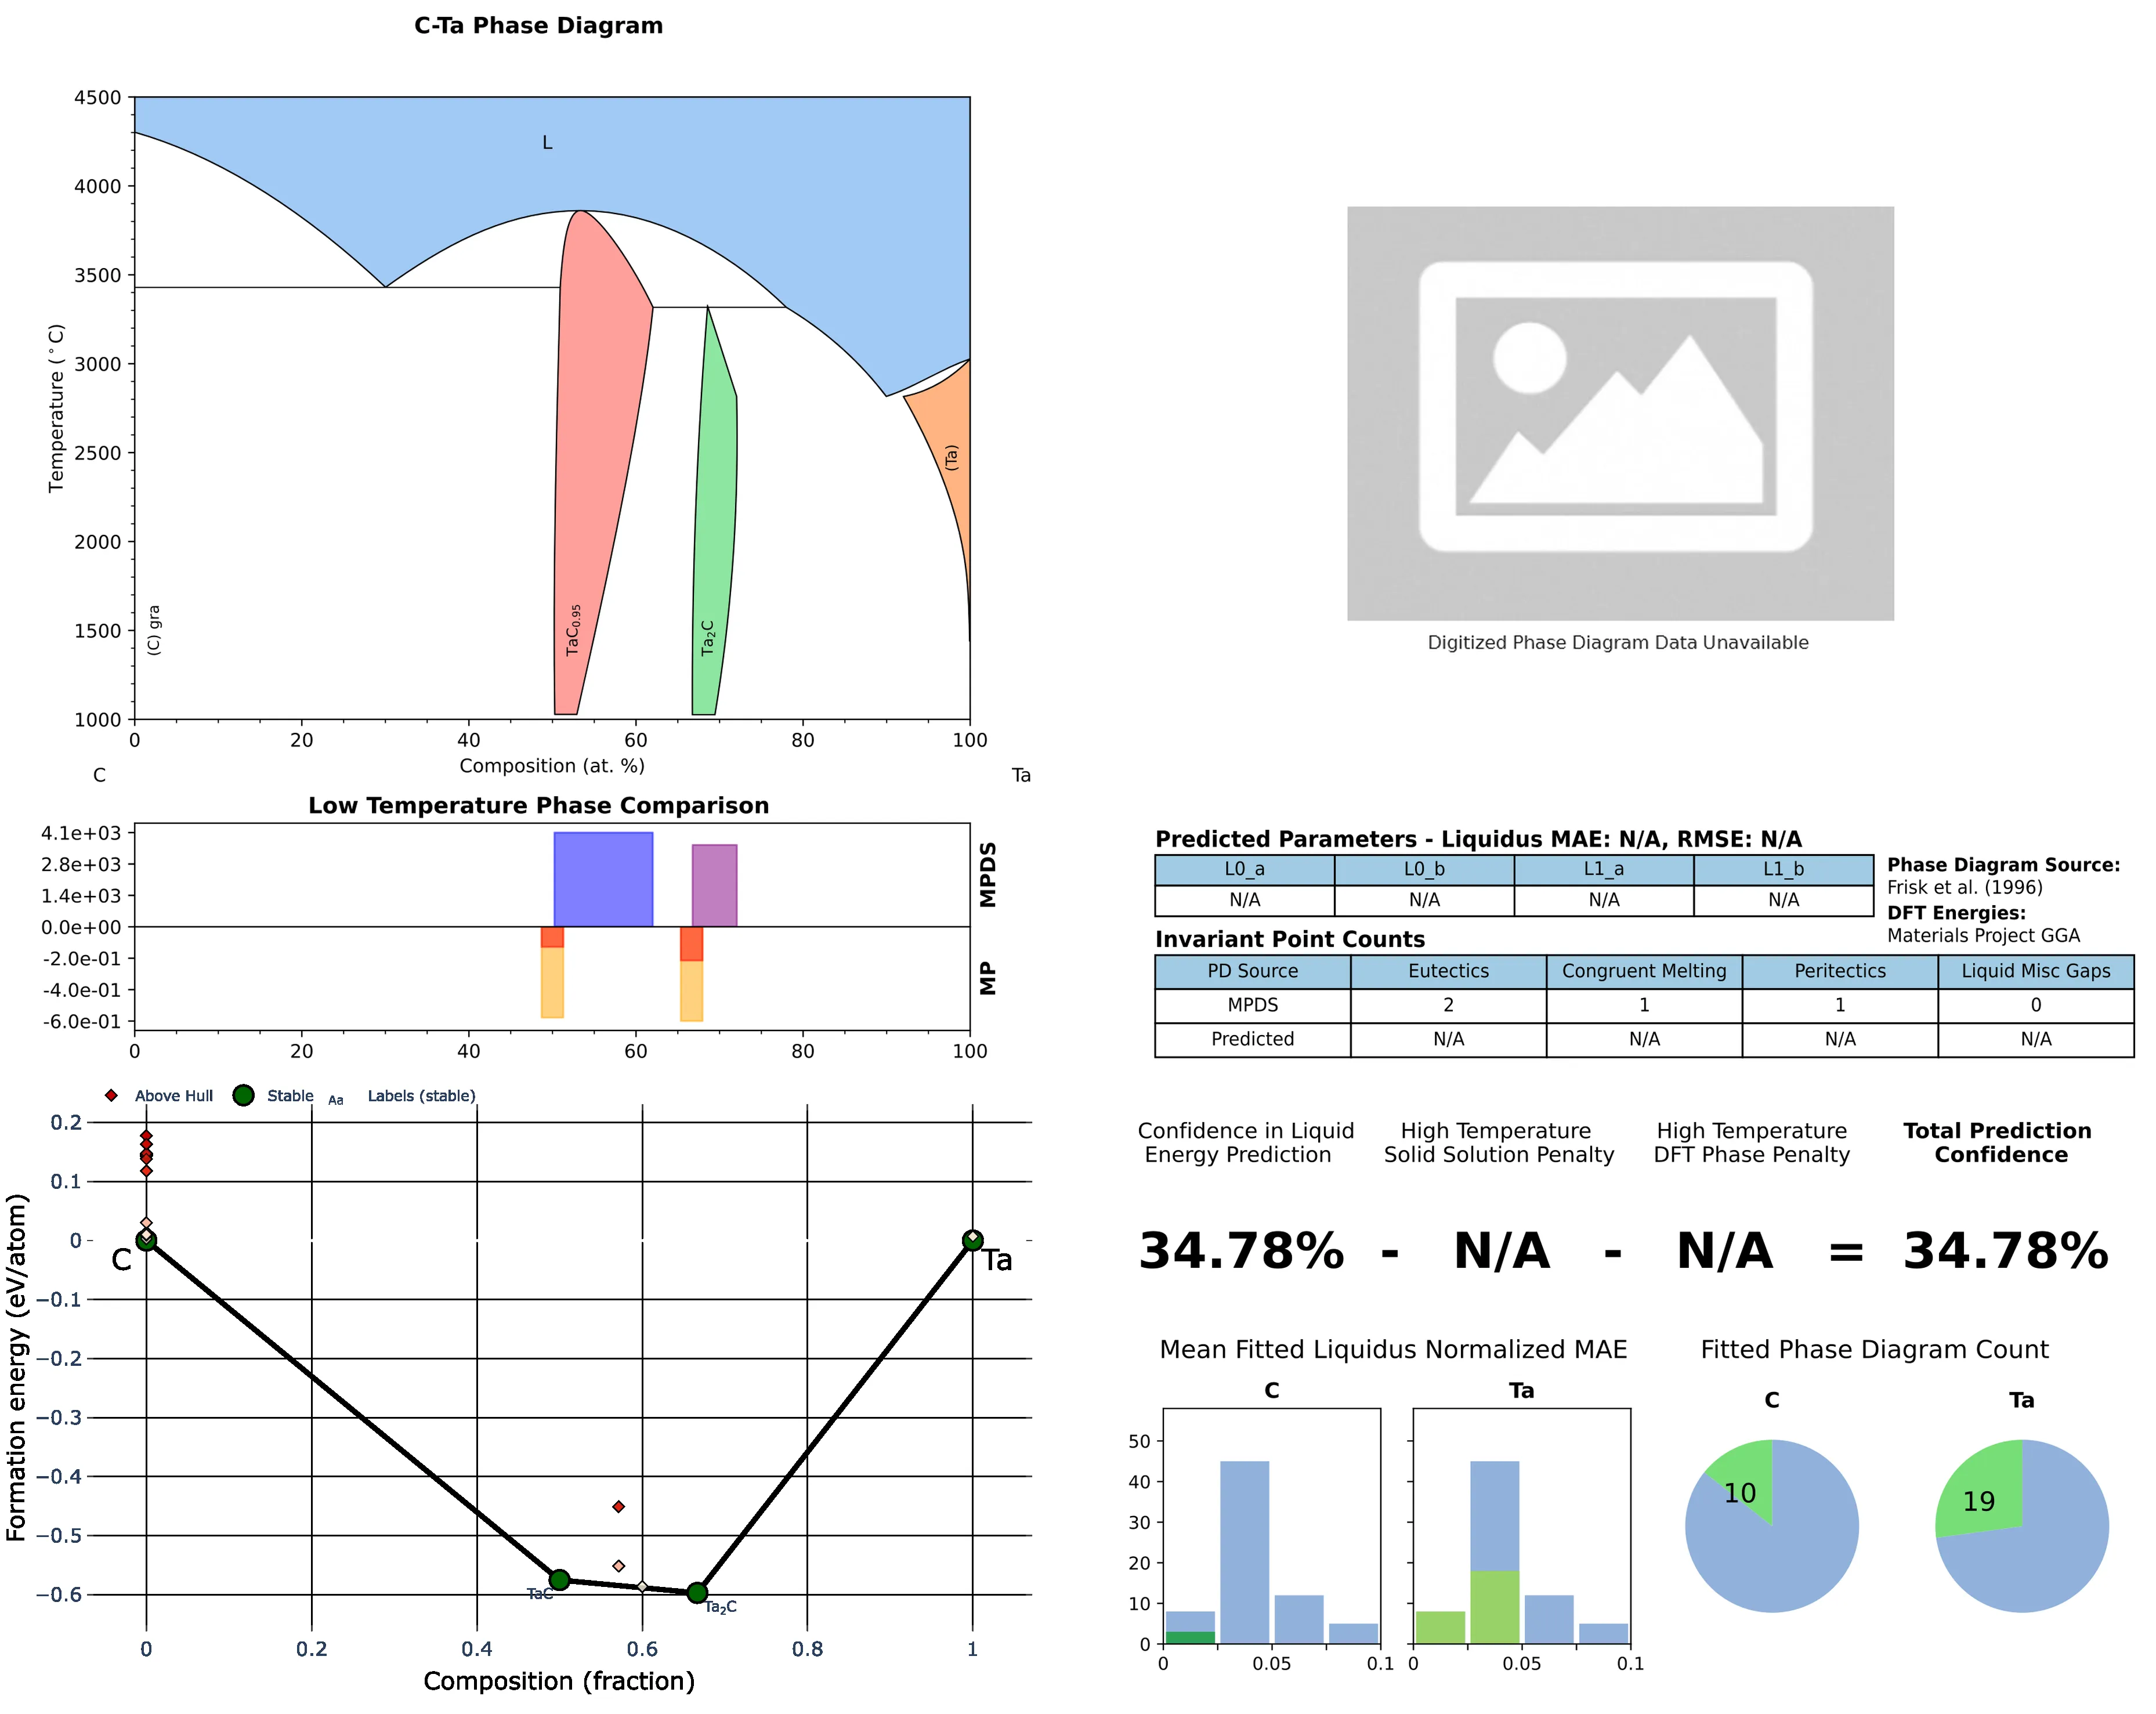 C-Ta Phase Diagram
4500
4000
3500
3000
2500
2000
1500
1000
Temperature (°C)
L
(C) gra
TaC0.95
Ta2C
(Ta)
0 20 40 60 80 100
Composition (at. %)
C Ta
Digitized Phase Diagram Data Unavailable
Low Temperature Phase Comparison
4.1e+03
2.8e+03
1.4e+03
0.0e+00
-2.0e-01
-4.0e-01
-6.0e-01
MPDS
MP
0 20 40 60 80 100
Predicted Parameters - Liquidus MAE: N/A, RMSE: N/A
L0_a L0_b L1_a L1_b
N/A N/A N/A N/A
Phase Diagram Source:
Frisk et al. (1996)
DFT Energies:
Materials Project GGA
Invariant Point Counts
PD Source Eutectics Congruent Melting Peritectics Liquid Misc Gaps
MPDS 2 1 1 0
Predicted N/A N/A N/A N/A
Above Hull Stable Aa Labels (stable)
0.2
0.1
0
−0.1
−0.2
−0.3
−0.4
−0.5
−0.6
Formation energy (eV/atom)
C
Ta
TaC
Ta2C
0 0.2 0.4 0.6 0.8 1
Composition (fraction)
Confidence in Liquid
Energy Prediction
High Temperature
Solid Solution Penalty
High Temperature
DFT Phase Penalty
Total Prediction
Confidence
34.78% - N/A - N/A = 34.78%
Mean Fitted Liquidus Normalized MAE
C
Ta
50
40
30
20
10
0
0 0.05 0.1
0 0.05 0.1
Fitted Phase Diagram Count
C
Ta
10
19